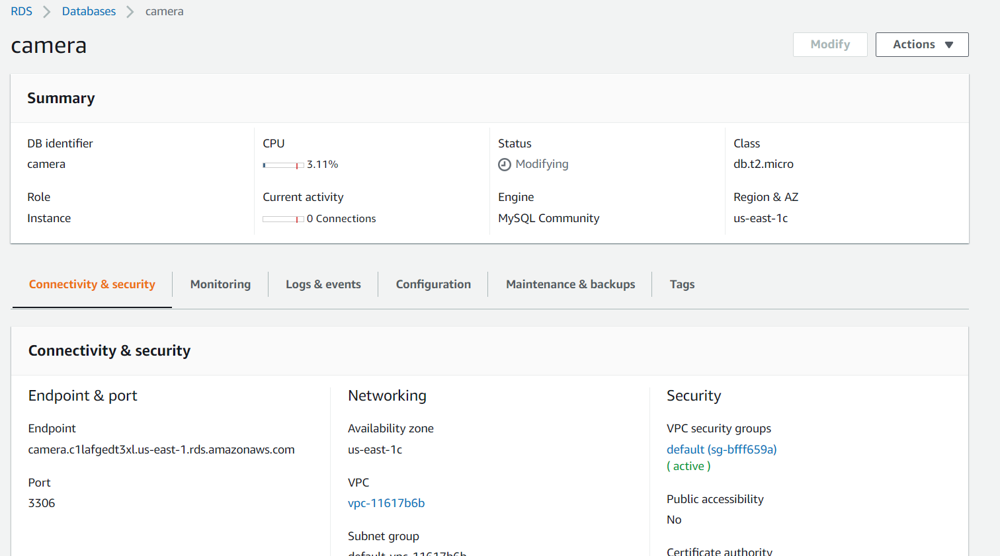 RDS > Databases > camera
camera
Modify
Actions
Summary
DB identifier
camera
CPU
3.11%
Status
Modifying
Class
db.t2.micro
Role
Instance
Current activity
0 Connections
Engine
MySQL Community
Region & AZ
us-east-1c
Connectivity & security
Monitoring
Logs & events
Configuration
Maintenance & backups
Tags
Connectivity & security
Endpoint & port
Endpoint
camera.c1lafgedt3xl.us-east-1.rds.amazonaws.com
Port
3306
Networking
Availability zone
us-east-1c
VPC
vpc-11617b6b
Subnet group
default-vpc-11617b6b
Security
VPC security groups
default (sg-bfff659a)
( active )
Public accessibility
No
Certificate authority